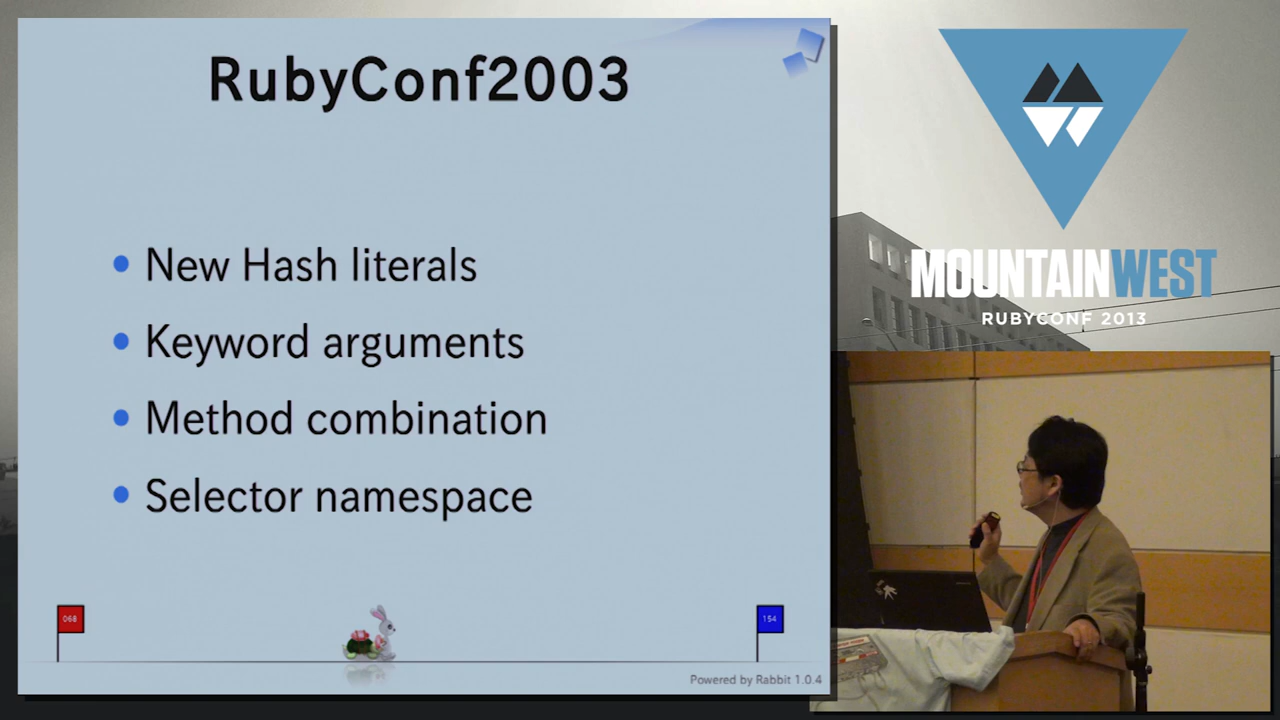 RubyConf2003
New Hash literals
Keyword arguments
Method combination
Selector namespace
068
154
Powered by Rabbit 1.0.4
MOUNTAINWEST
RUBYCONF 2013